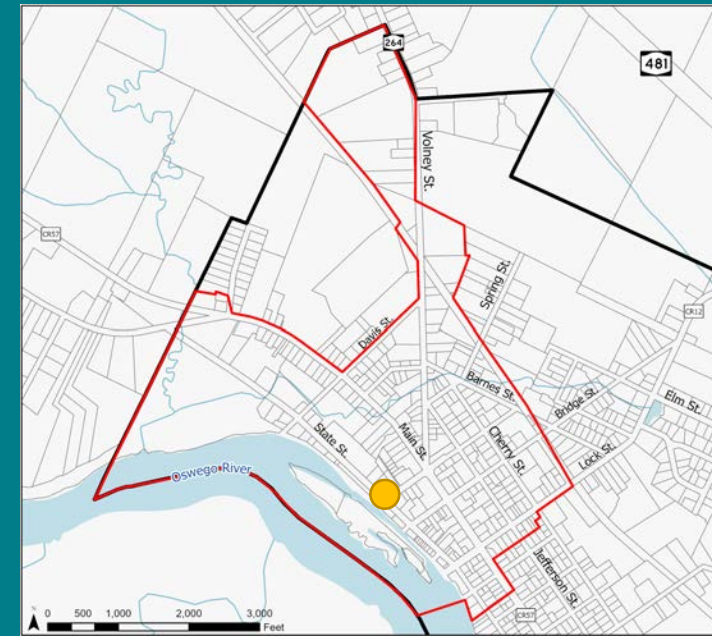 264
481
Volney St.
CR57
Spring St.
CR12
Davis St.
Barnes St.
Bridge St.
Elm St.
State St.
Main St.
Cherry St.
Lock St.
Oswego River
Jefferson St.
CR57
N
0 500 1,000 2,000 3,000
Feet